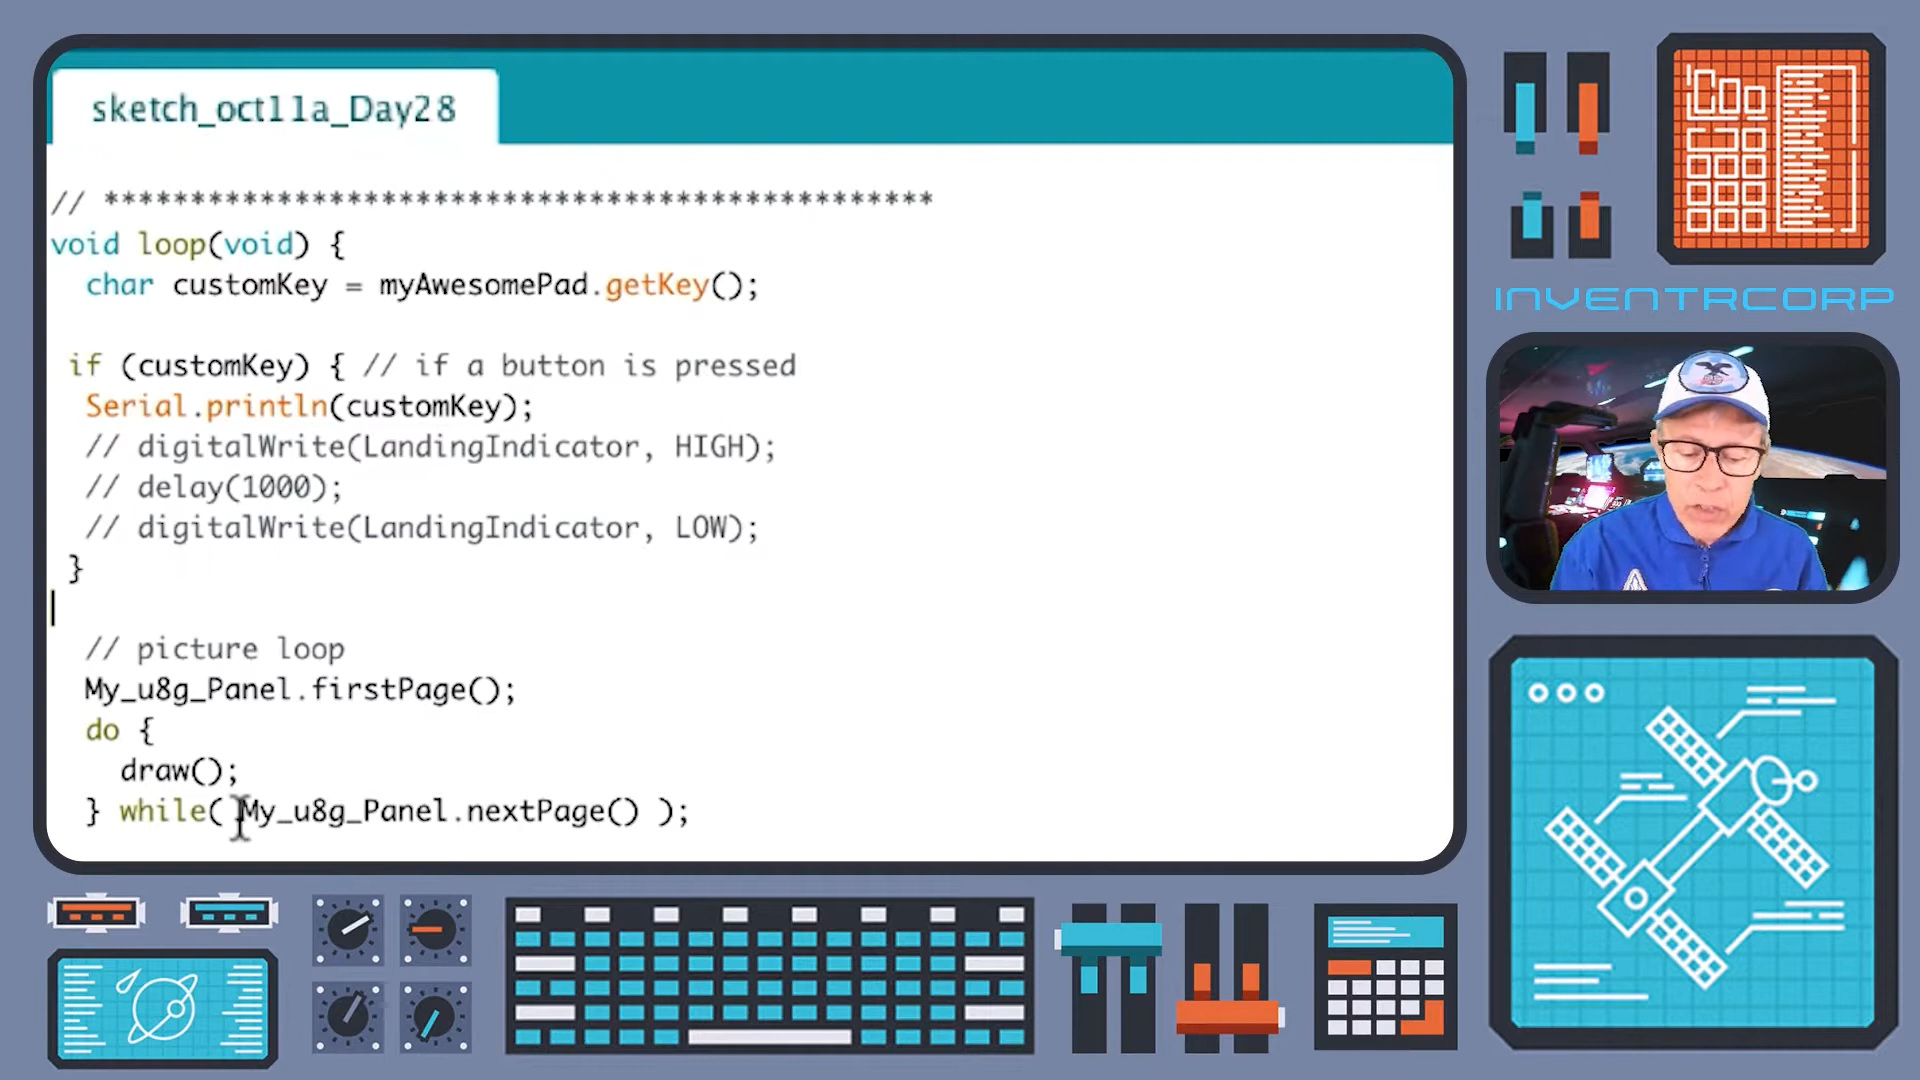 sketch_oct11a_Day28
// ************************************************
void loop(void) {
char customKey = myAwesomePad.getKey();
if (customKey) { // if a button is pressed
Serial.println(customKey);
// digitalWrite(LandingIndicator, HIGH);
// delay(1000);
// digitalWrite(LandingIndicator, LOW);
}
// picture loop
My_u8g_Panel.firstPage();
do {
draw();
} while( My_u8g_Panel.nextPage() );
INVENTRCORP